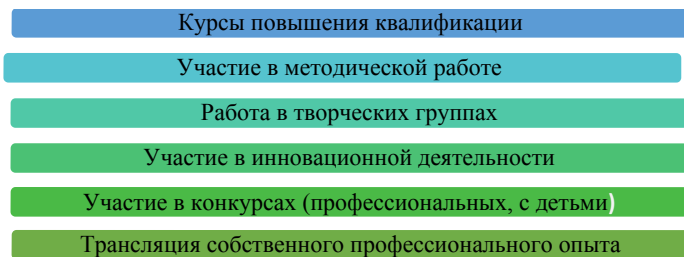 Курсы повышения квалификации
Участие в методической работе
Работа в творческих группах
Участие в инновационной деятельности
Участие в конкурсах (профессиональных, с детьми)
Трансляция собственного профессионального опыта